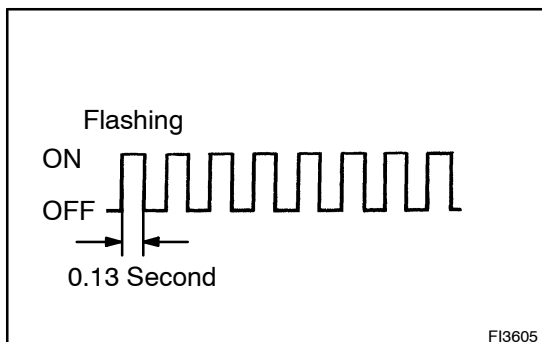 Flashing
ON
OFF
0.13 Second
FI3605